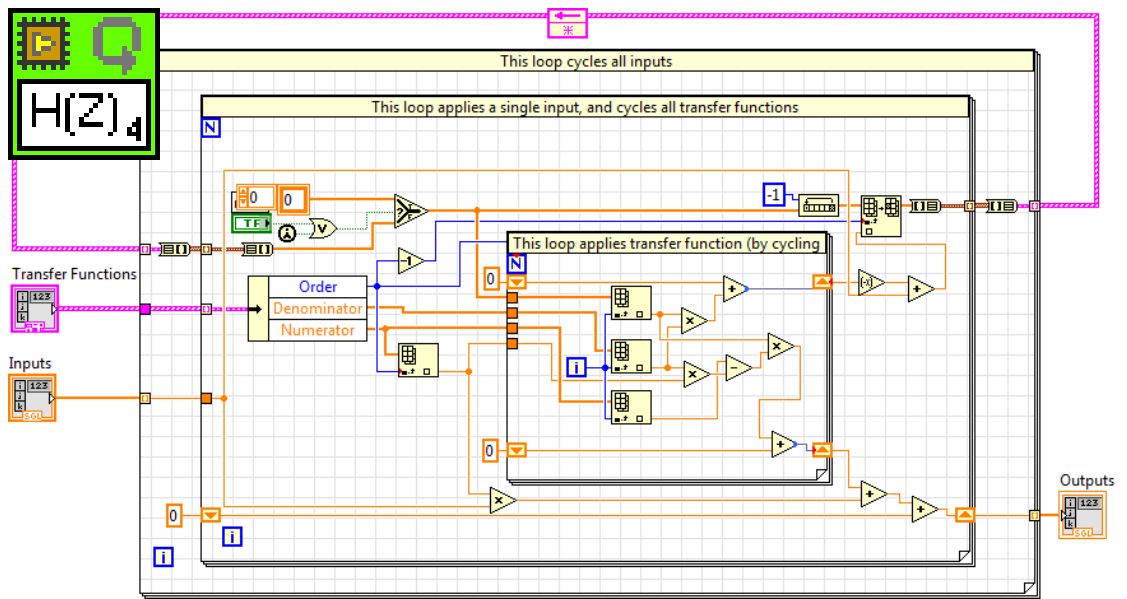 H(Z)
This loop cycles all inputs
This loop applies a single input, and cycles all transfer functions
N
0
0
-1
TF
V
?
T
F
This loop applies transfer function (by cycling
-1
N
Transfer Functions
123
Order
Denominator
Numerator
0
+
(-x)
+
x
x
Inputs
123
SGL
i
x
-
0
+
Outputs
123
SGL
x
+
+
0
i
i